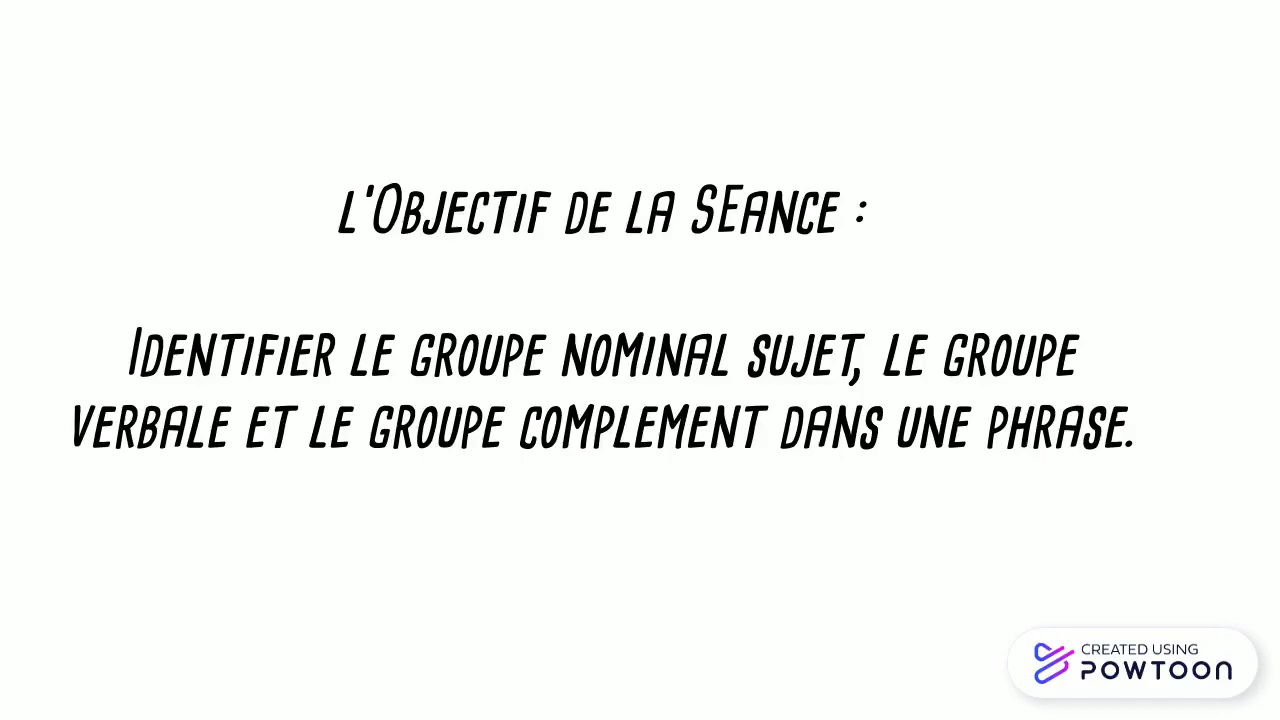 L'Objectif de la SEance :
Identifier le groupe nominal sujet, le groupe
verbale et le groupe complement dans une phrase.
CREATED USING
POWTOON